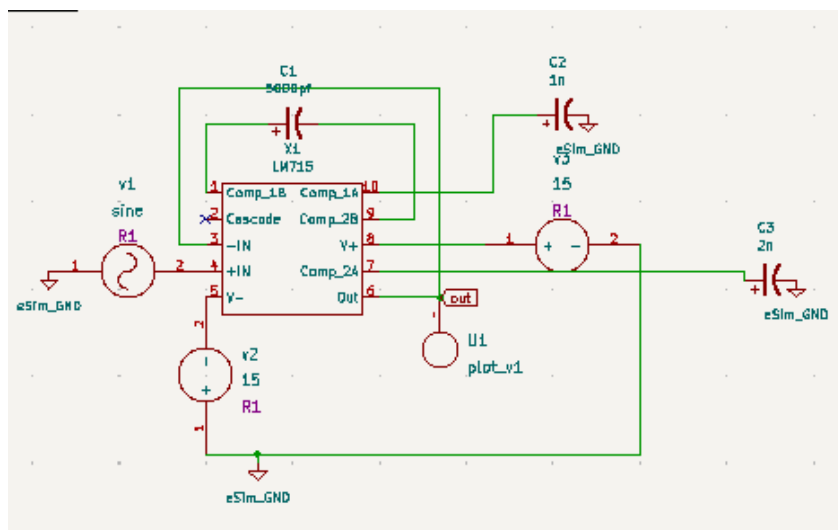 C1
5000pf
C2
1n
X1
LM715
eSim_GND
v3
15
R1
v1
sine
R1
1
2
eSim_GND
1 Comp_1B Comp_1A 10
2 Cascode Comp_2B 9
3 -IN V+ 8
4 +IN Comp_2A 7
5 V- Out 6
1
+ -
2
C3
2n
eSim_GND
out
1
U1
plot_v1
2
v2
15
R1
-
+
1
eSim_GND